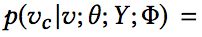 p(v_c|v; θ, Y; Φ) =